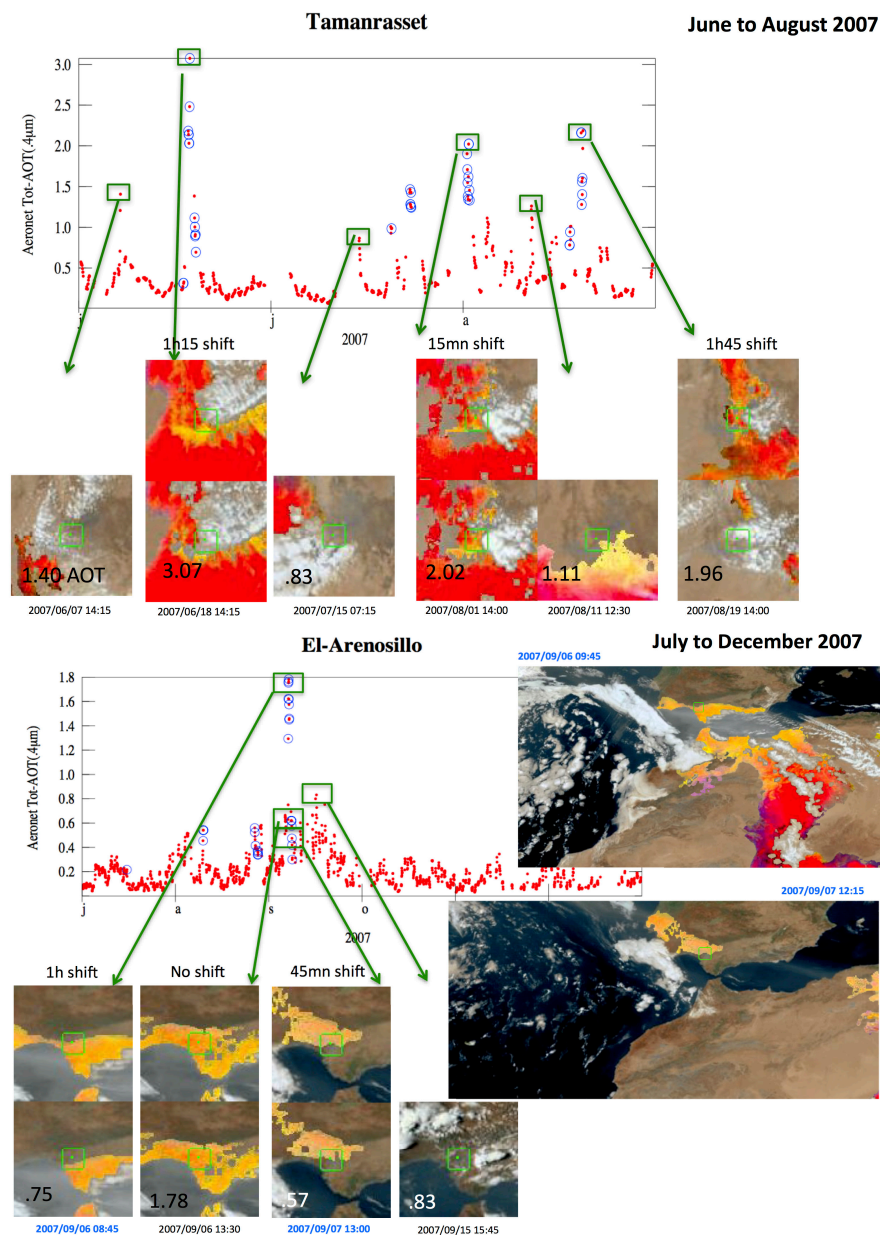 Tamanrasset
June to August 2007
Aeronet Tot-AOT(.4µm)
3.0
2.5
2.0
1.5
1.0
0.5
j
j
a
2007
1h15 shift
15mn shift
1h45 shift
1.40 AOT
3.07
.83
2.02
1.11
1.96
2007/06/07 14:15
2007/06/18 14:15
2007/07/15 07:15
2007/08/01 14:00
2007/08/11 12:30
2007/08/19 14:00
El-Arenosillo
July to December 2007
2007/09/06 09:45
Aeronet Tot-AOT(.4µm)
1.8
1.6
1.4
1.2
1.0
0.8
0.6
0.4
0.2
j
a
s
o
2007
2007/09/07 12:15
1h shift
No shift
45mn shift
.75
1.78
.57
.83
2007/09/06 08:45
2007/09/06 13:30
2007/09/07 13:00
2007/09/15 15:45